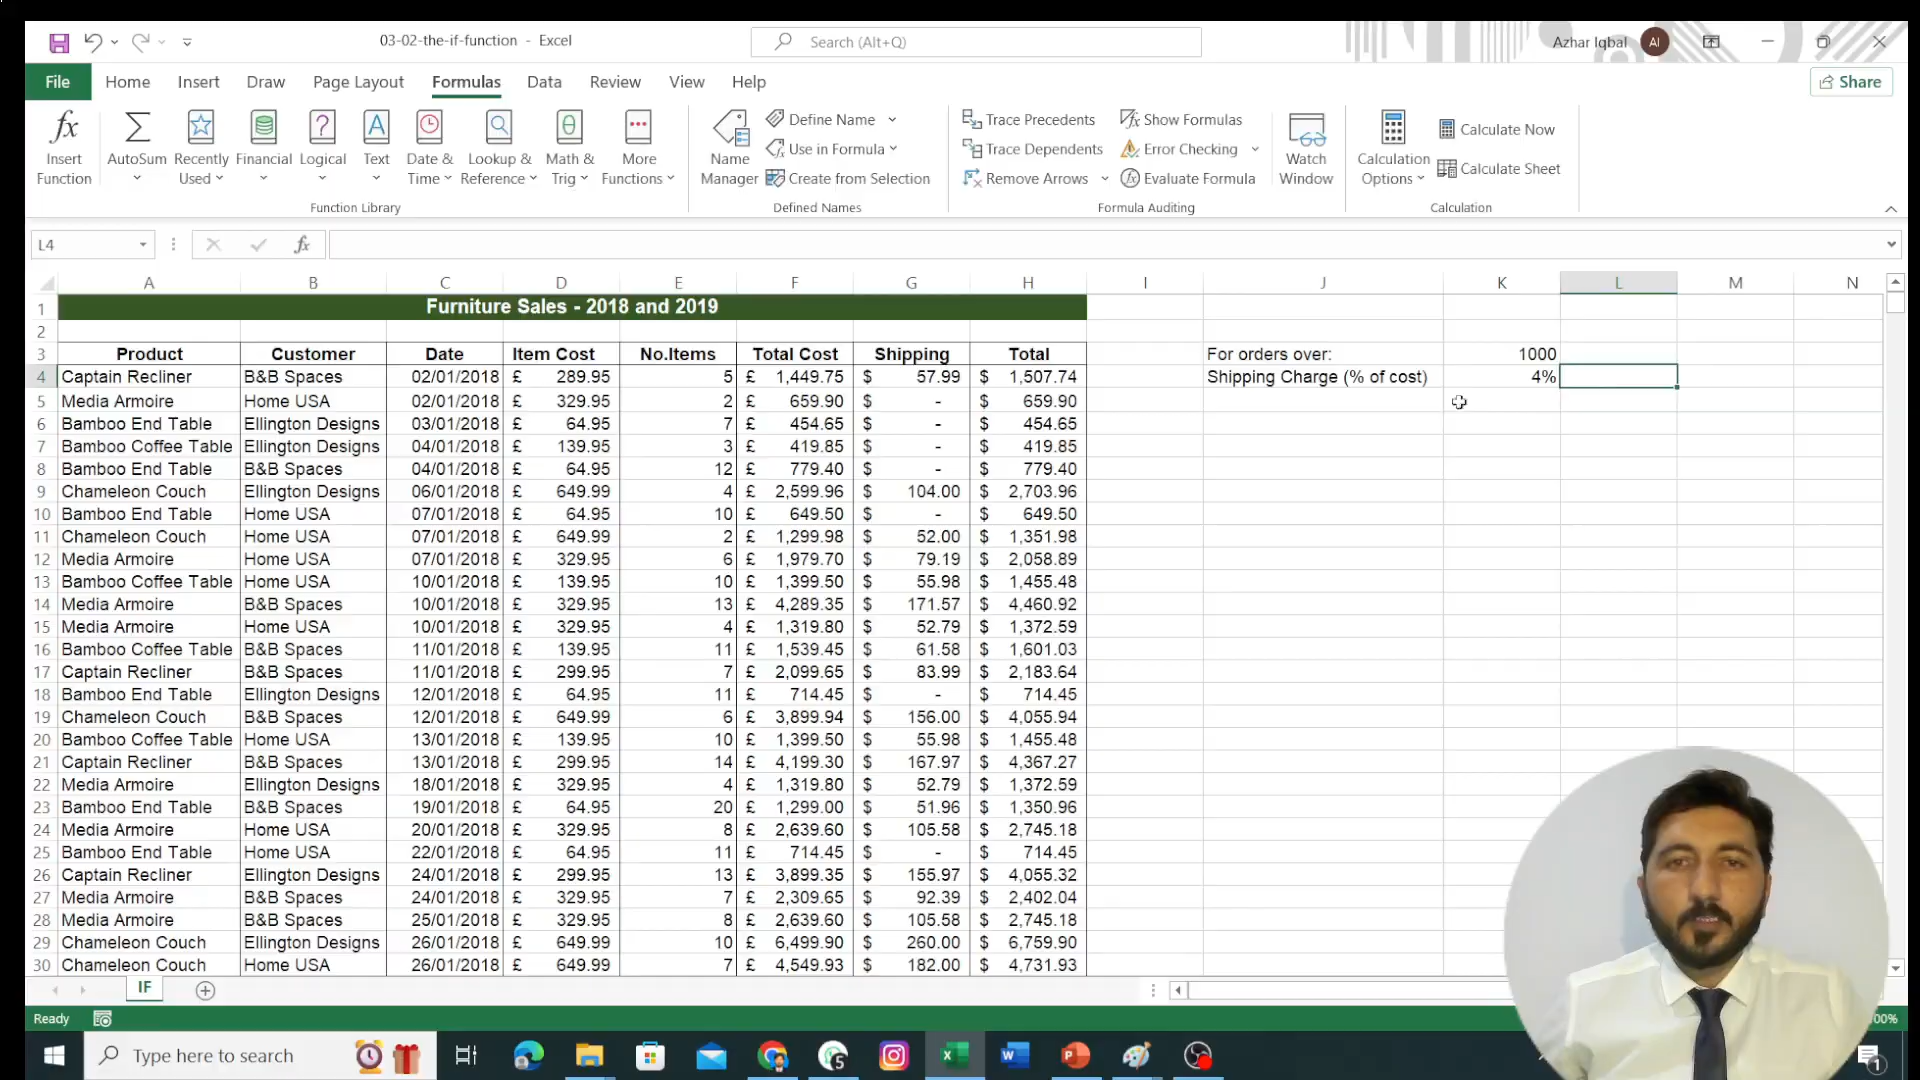 03-02-the-if-function - Excel
Search (Alt+Q)
Azhar Iqbal
AI
File Home Insert Draw Page Layout Formulas Data Review View Help
Share
fx Insert Function
AutoSum
Recently Used
Financial
Logical
Text
Date & Time
Lookup & Reference
Math & Trig
More Functions
Function Library
Name Manager
Define Name
Use in Formula
Create from Selection
Defined Names
Trace Precedents
Trace Dependents
Remove Arrows
Show Formulas
Error Checking
Evaluate Formula
Formula Auditing
Watch Window
Calculation Options
Calculate Now
Calculate Sheet
Calculation
L4
fx
A B C D E F G H I J K L M N
1 Furniture Sales - 2018 and 2019
2
3 Product Customer Date Item Cost No.Items Total Cost Shipping Total For orders over: 1000
4 Captain Recliner B&B Spaces 02/01/2018 £ 289.95 5 £ 1,449.75 $ 57.99 $ 1,507.74 Shipping Charge (% of cost) 4%
5 Media Armoire Home USA 02/01/2018 £ 329.95 2 £ 659.90 $ - $ 659.90
6 Bamboo End Table Ellington Designs 03/01/2018 £ 64.95 7 £ 454.65 $ - $ 454.65
7 Bamboo Coffee Table Ellington Designs 04/01/2018 £ 139.95 3 £ 419.85 $ - $ 419.85
8 Bamboo End Table B&B Spaces 04/01/2018 £ 64.95 12 £ 779.40 $ - $ 779.40
9 Chameleon Couch Ellington Designs 06/01/2018 £ 649.99 4 £ 2,599.96 $ 104.00 $ 2,703.96
10 Bamboo End Table Home USA 07/01/2018 £ 64.95 10 £ 649.50 $ - $ 649.50
11 Chameleon Couch Home USA 07/01/2018 £ 649.99 2 £ 1,299.98 $ 52.00 $ 1,351.98
12 Media Armoire Home USA 07/01/2018 £ 329.95 6 £ 1,979.70 $ 79.19 $ 2,058.89
13 Bamboo Coffee Table Home USA 10/01/2018 £ 139.95 10 £ 1,399.50 $ 55.98 $ 1,455.48
14 Media Armoire B&B Spaces 10/01/2018 £ 329.95 13 £ 4,289.35 $ 171.57 $ 4,460.92
15 Media Armoire Home USA 10/01/2018 £ 329.95 4 £ 1,319.80 $ 52.79 $ 1,372.59
16 Bamboo Coffee Table B&B Spaces 11/01/2018 £ 139.95 11 £ 1,539.45 $ 61.58 $ 1,601.03
17 Captain Recliner B&B Spaces 11/01/2018 £ 299.95 7 £ 2,099.65 $ 83.99 $ 2,183.64
18 Bamboo End Table Ellington Designs 12/01/2018 £ 64.95 11 £ 714.45 $ - $ 714.45
19 Chameleon Couch B&B Spaces 12/01/2018 £ 649.99 6 £ 3,899.94 $ 156.00 $ 4,055.94
20 Bamboo Coffee Table Home USA 13/01/2018 £ 139.95 10 £ 1,399.50 $ 55.98 $ 1,455.48
21 Captain Recliner B&B Spaces 13/01/2018 £ 299.95 14 £ 4,199.30 $ 167.97 $ 4,367.27
22 Media Armoire Ellington Designs 18/01/2018 £ 329.95 4 £ 1,319.80 $ 52.79 $ 1,372.59
23 Bamboo End Table B&B Spaces 19/01/2018 £ 64.95 20 £ 1,299.00 $ 51.96 $ 1,350.96
24 Media Armoire Home USA 20/01/2018 £ 329.95 8 £ 2,639.60 $ 105.58 $ 2,745.18
25 Bamboo End Table Home USA 22/01/2018 £ 64.95 11 £ 714.45 $ - $ 714.45
26 Captain Recliner Ellington Designs 24/01/2018 £ 299.95 13 £ 3,899.35 $ 155.97 $ 4,055.32
27 Media Armoire B&B Spaces 24/01/2018 £ 329.95 7 £ 2,309.65 $ 92.39 $ 2,402.04
28 Media Armoire B&B Spaces 25/01/2018 £ 329.95 8 £ 2,639.60 $ 105.58 $ 2,745.18
29 Chameleon Couch Ellington Designs 26/01/2018 £ 649.99 10 £ 6,499.90 $ 260.00 $ 6,759.90
30 Chameleon Couch Home USA 26/01/2018 £ 649.99 7 £ 4,549.93 $ 182.00 $ 4,731.93
IF
Ready
Type here to search